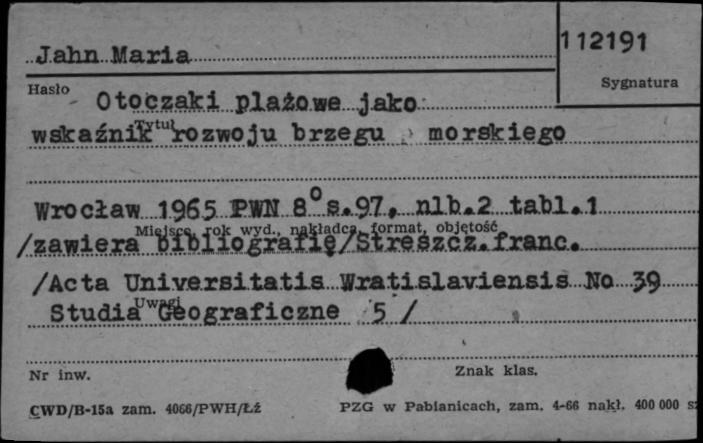 Jahn Maria
112191
Hasło
Sygnatura
Otoczaki plażowe jako
Tytuł
wskaźnik rozwoju brzegu morskiego
Wrocław 1965 PWN 8° s.97, nlb.2 tabl.1
Miejsce, rok wyd., nakładca, format, objętość
/zawiera bibliografię/Streszcz.franc.
/Acta Universitatis Wratislaviensis No 39
Uwagi
Studia Geograficzne 5 /
Nr inw.
Znak klas.
CWD/B-15a zam. 4066/PWH/Łż
PZG w Pabianicach, zam. 4-66 nakł. 400 000